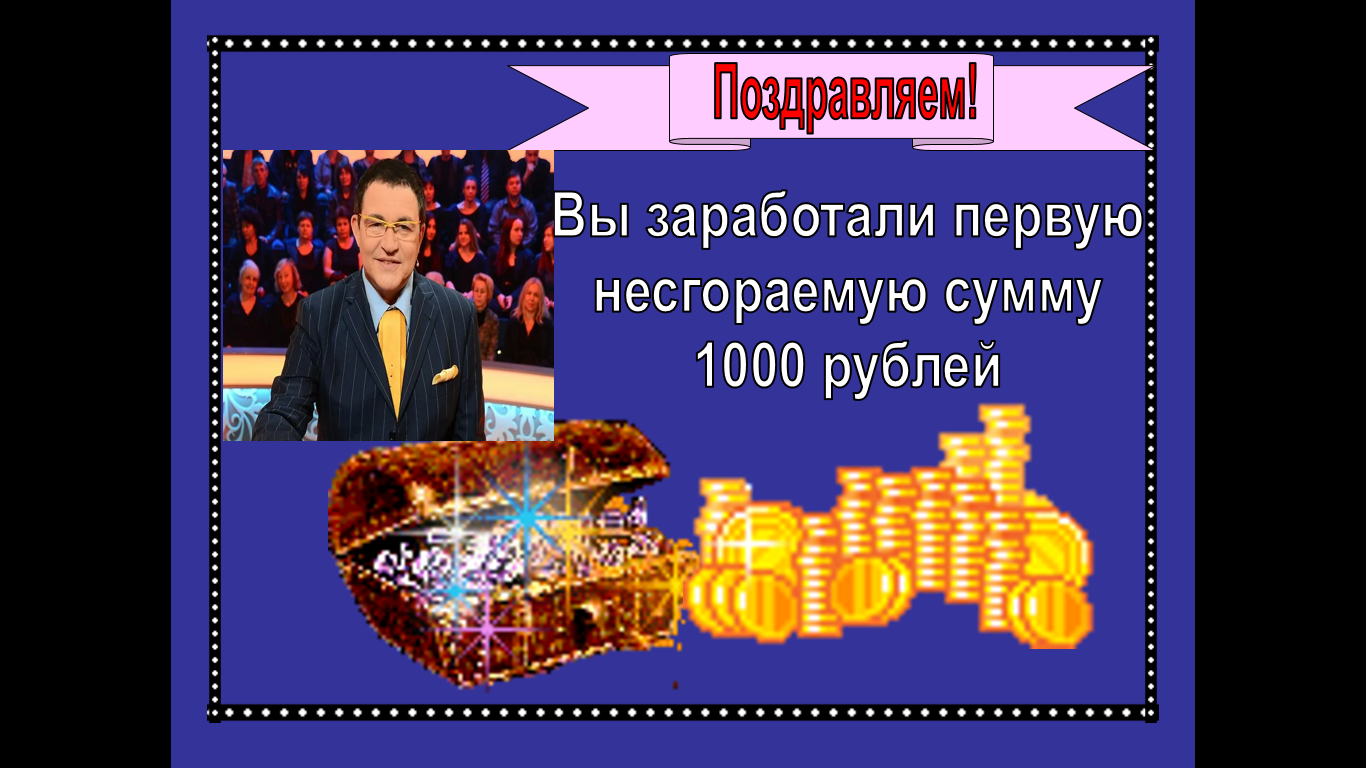 Поздравляем!
Вы заработали первую
несгораемую сумму
1000 рублей